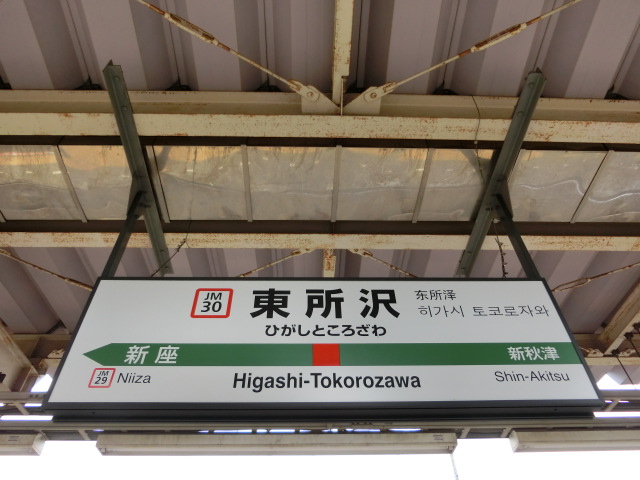 JM
30
東所沢
ひがしところざわ
东所泽
히가시 토코로자와
新座
新秋津
JM
29
Niiza
Higashi-Tokorozawa
Shin-Akitsu